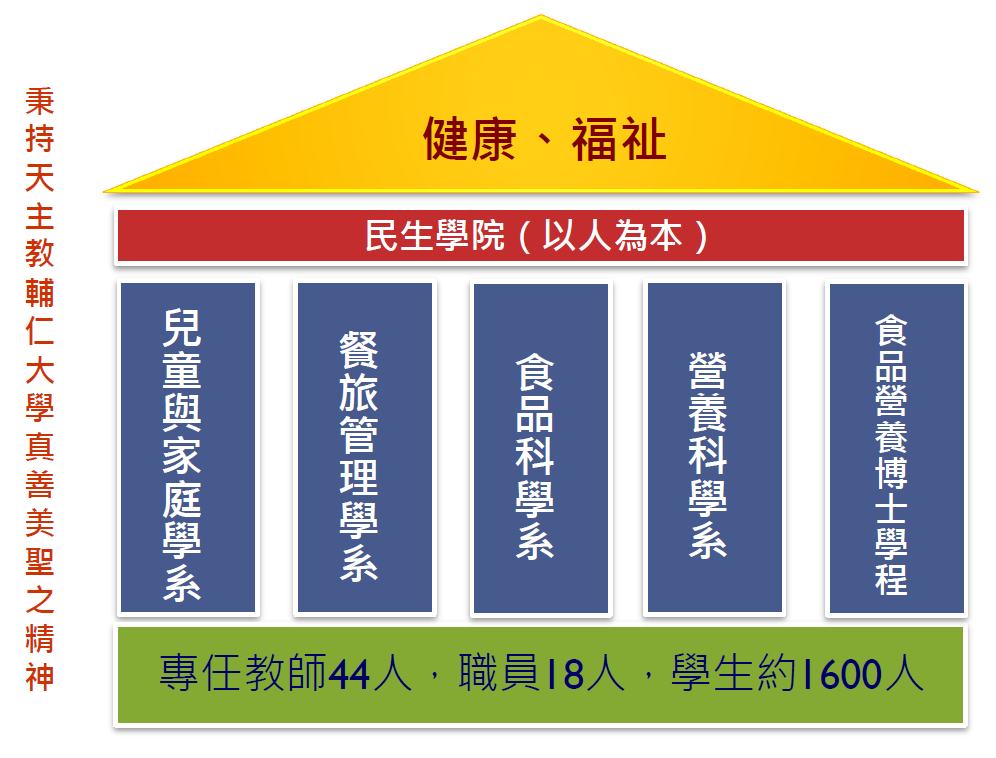 秉持天主教輔仁大學真善美聖之精神
健康、福祉
民生學院（以人為本）
兒童與家庭學系
餐旅管理學系
食品科學系
營養科學系
食品營養博士學程
專任教師44人，職員18人，學生約1600人